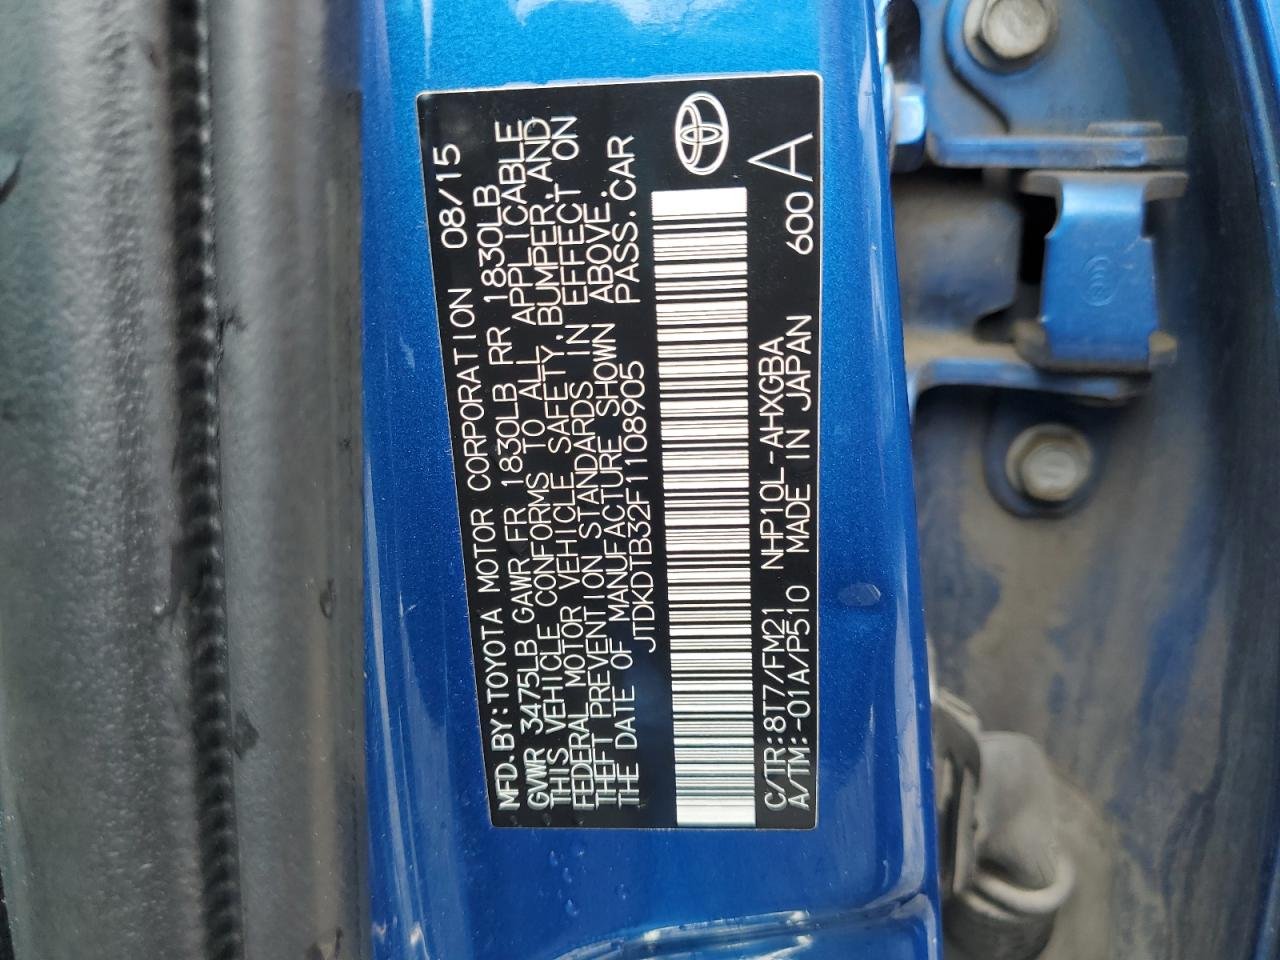 MFD.BY:TOYOTA MOTOR CORPORATION 08/15
GVWR 3475LB GAWR FR 1830LB RR 1830LB
THIS VEHICLE CONFORMS TO ALL APPLICABLE
FEDERAL MOTOR VEHICLE SAFETY, BUMPER, AND
THEFT PREVENTION STANDARDS IN EFFECT ON
THE DATE OF MANUFACTURE SHOWN ABOVE.
JTDKDTB32F1108905 PASS.CAR
C/TR:8T7/FM21 NHP10L-AHXGBA 600 A
A/TM:-01A/P510 MADE IN JAPAN